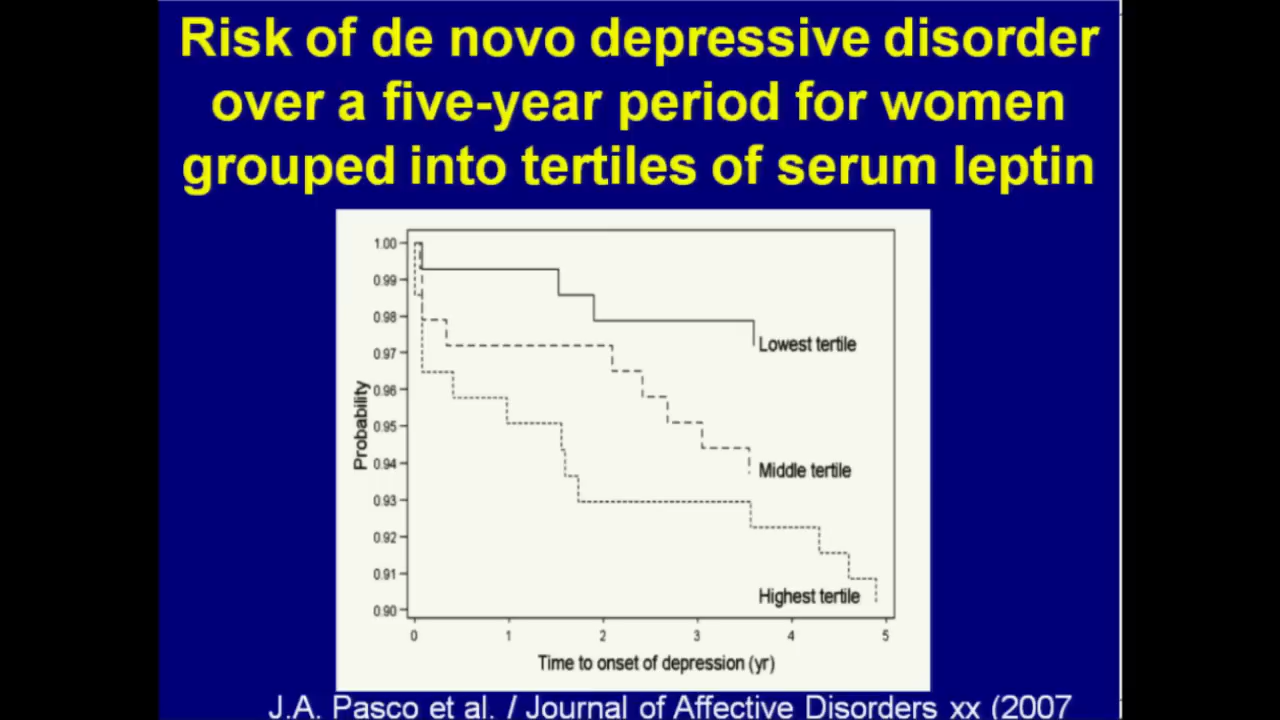 Risk of de novo depressive disorder
over a five-year period for women
grouped into tertiles of serum leptin
1.00
0.99
0.98
0.97
0.96
0.95
0.94
0.93
0.92
0.91
0.90
Probability
Lowest tertile
Middle tertile
Highest tertile
0 1 2 3 4 5
Time to onset of depression (yr)
J.A. Pasco et al. / Journal of Affective Disorders xx (2007